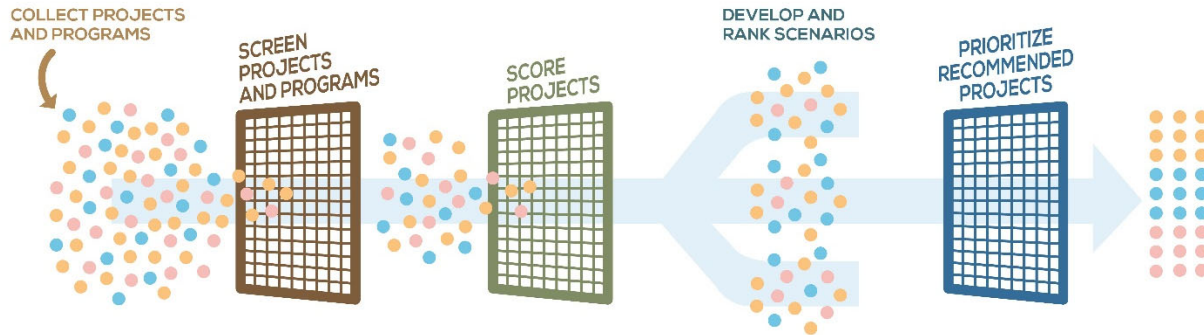 COLLECT PROJECTS
AND PROGRAMS
SCREEN
PROJECTS
AND PROGRAMS
SCORE
PROJECTS
DEVELOP AND
RANK SCENARIOS
PRIORITIZE
RECOMMENDED
PROJECTS